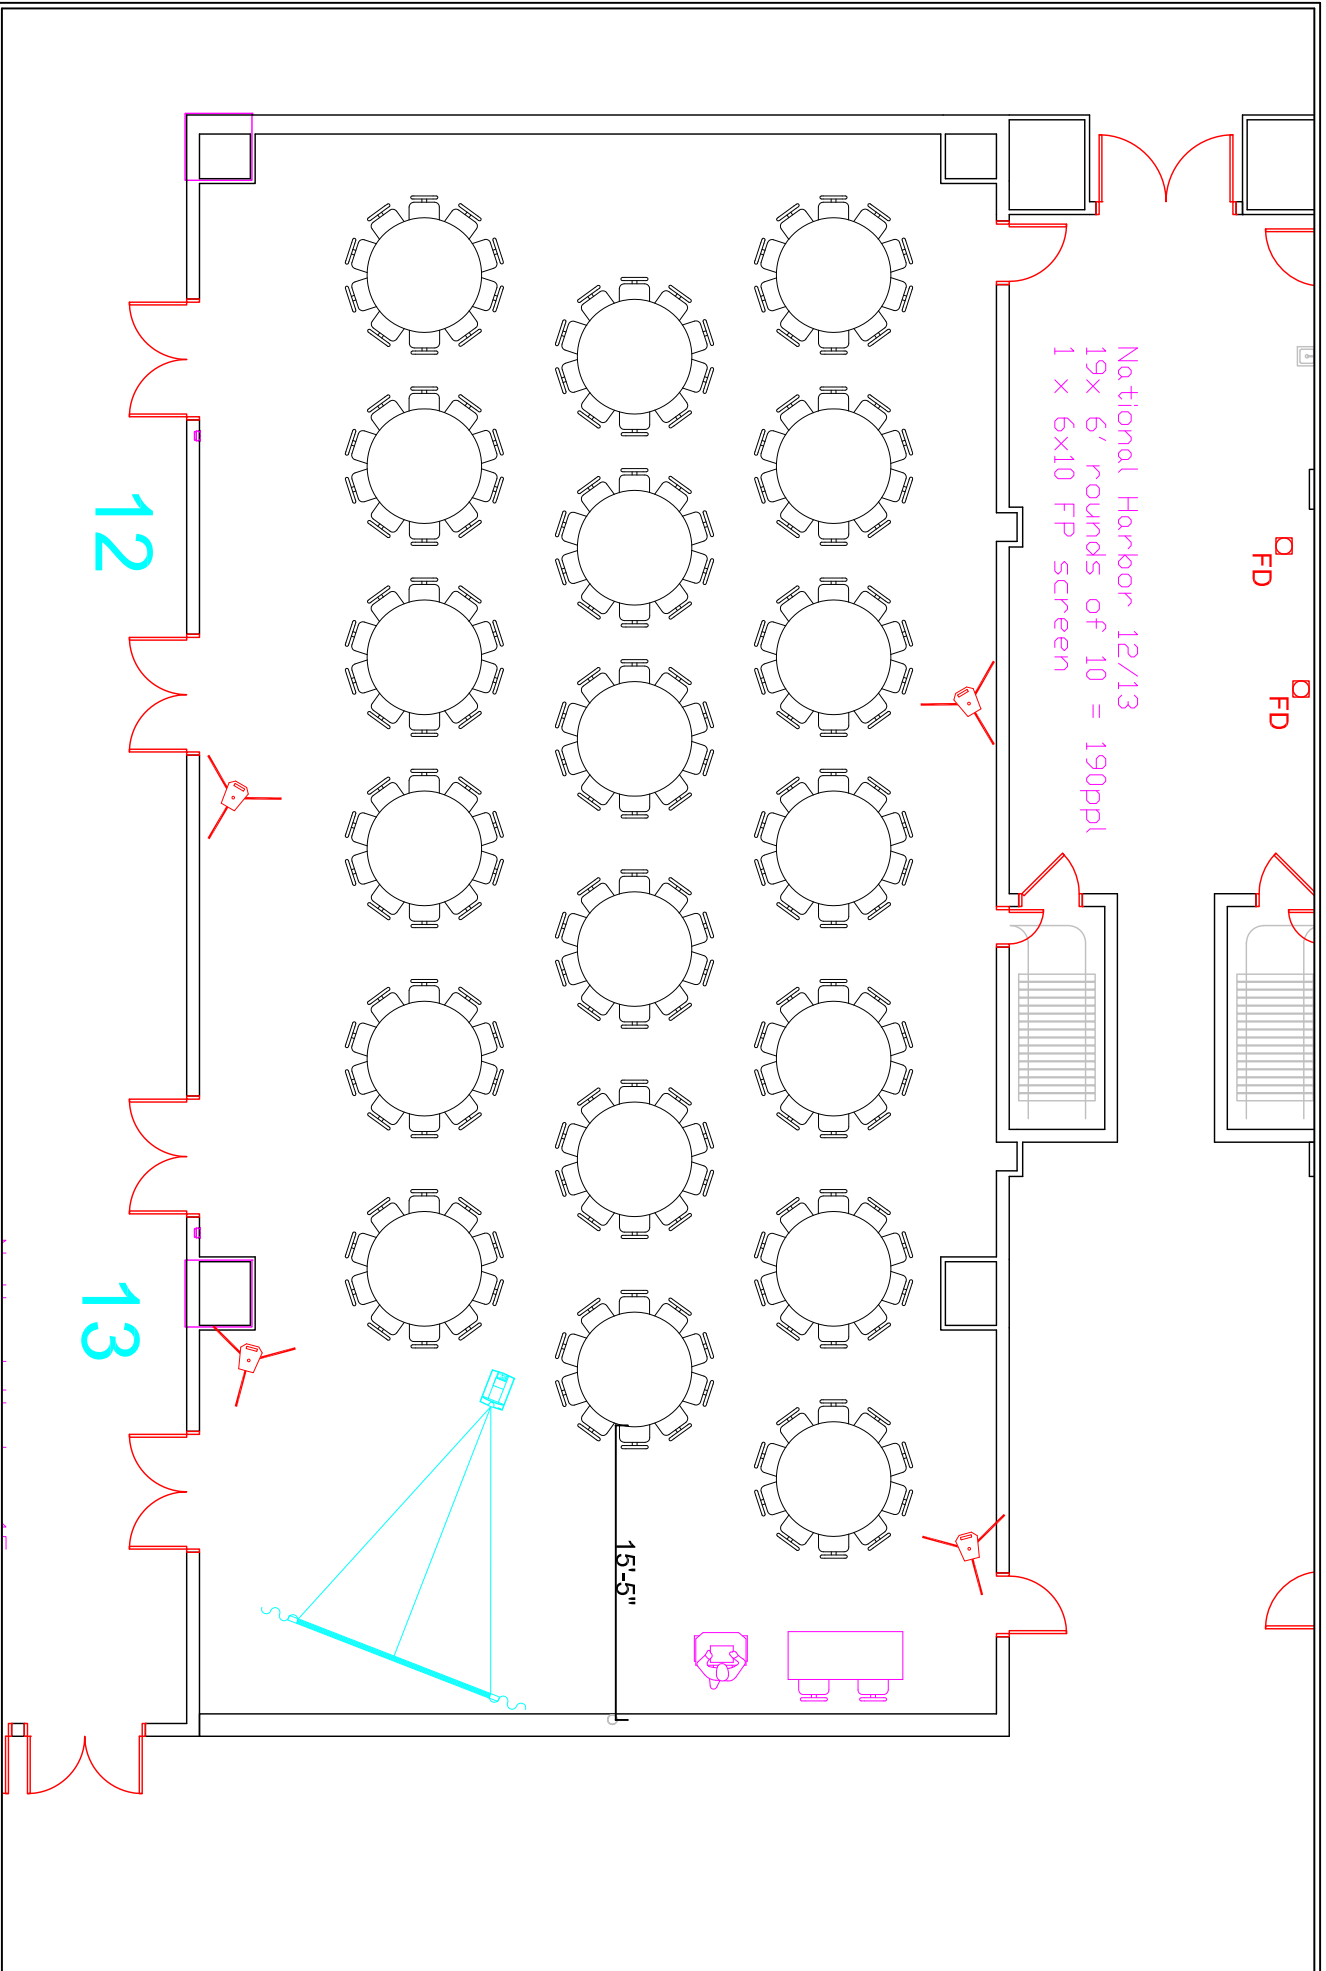 National Harbor 12/13
19x 6' rounds of 10 = 190ppl
1 x 6x10 FP screen
FD
FD
12
13
15'-5"